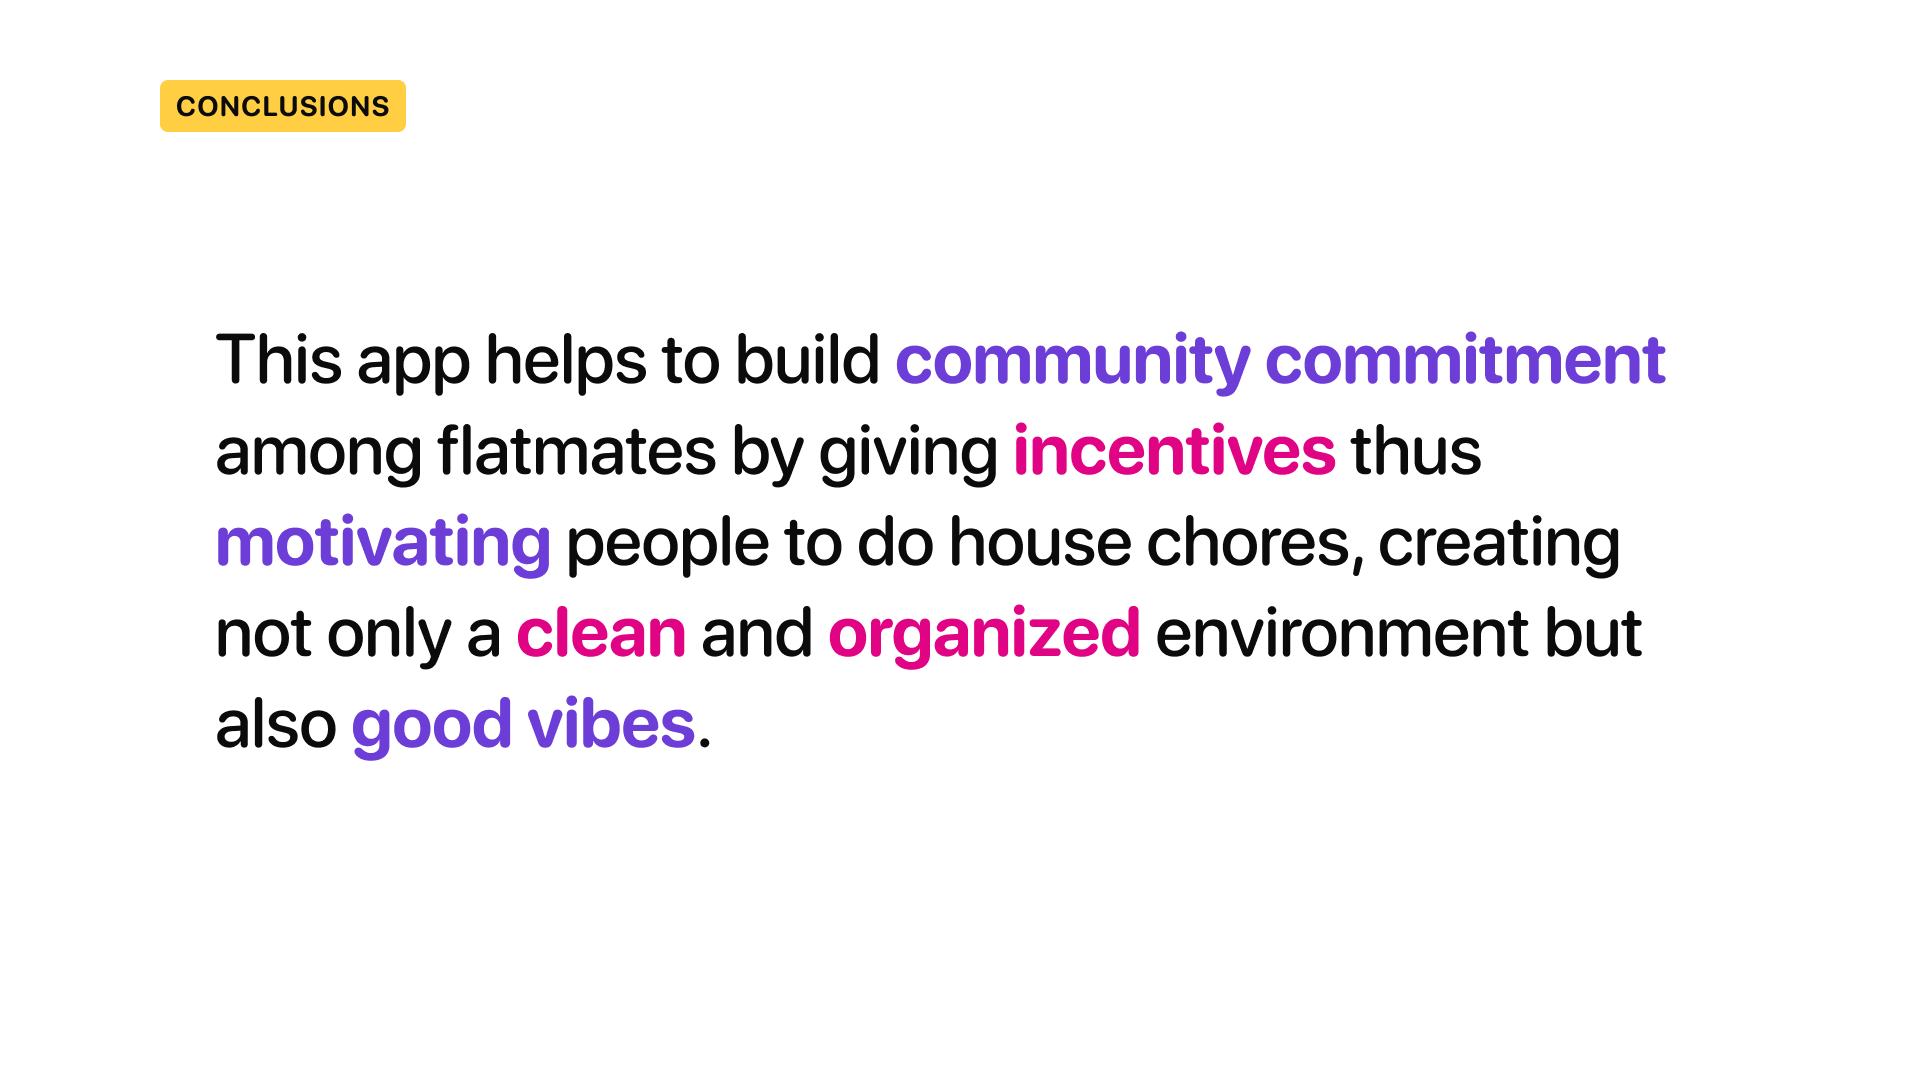 CONCLUSIONS
This app helps to build community commitment
among flatmates by giving incentives thus
motivating people to do house chores, creating
not only a clean and organized environment but
also good vibes.